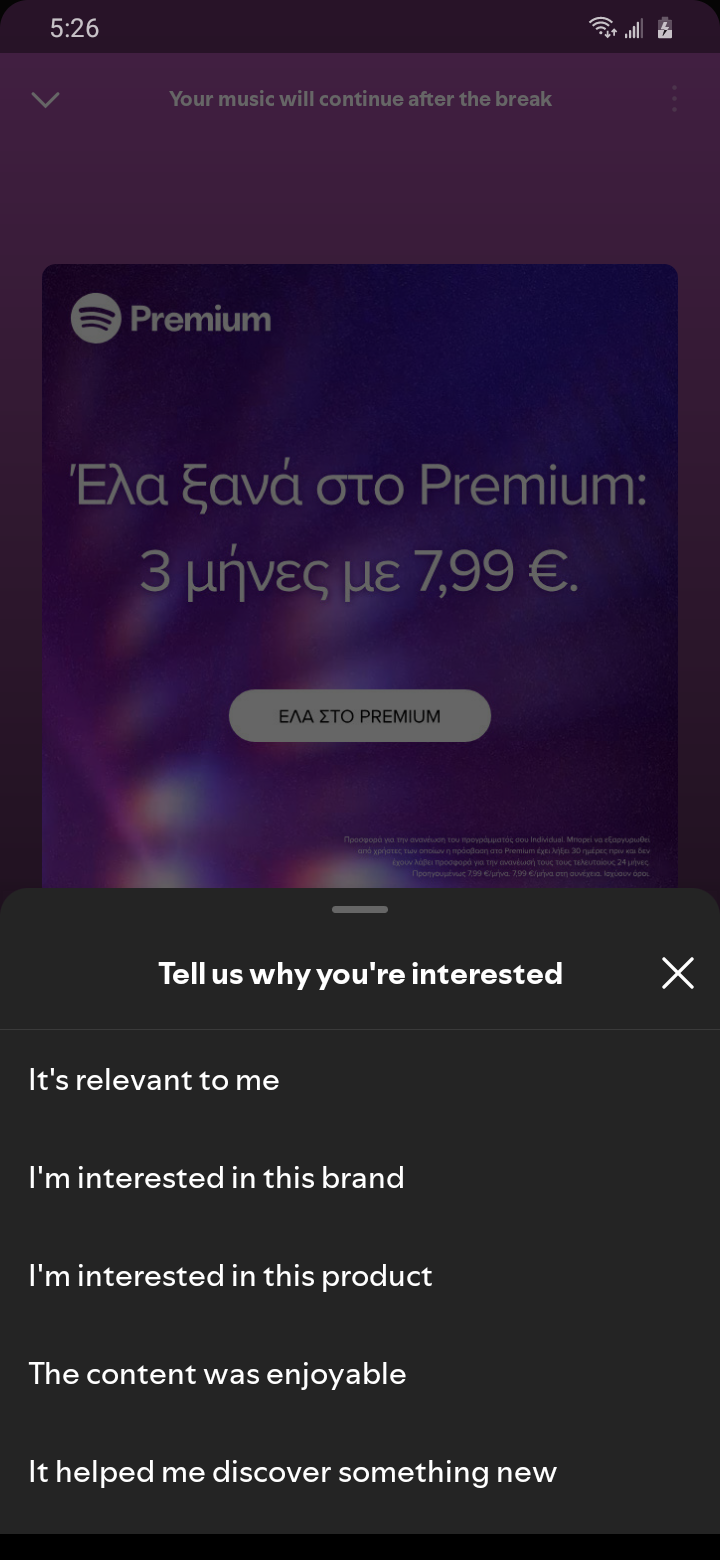 5:26
Your music will continue after the break
Premium
Έλα ξανά στο Premium:
3 μήνες με 7,99 €.
ΕΛΑ ΣΤΟ PREMIUM
Προσφορά για την ανανέωση του προγράμματός σου Individual. Μπορεί να εξαργυρωθεί
από χρήστες των οποίων η πρόσβαση στο Premium έχει λήξει 30 ημέρες πριν και δεν
έχουν λάβει προσφορά για την ανανέωσή τους τους τελευταίους 24 μήνες.
Προηγουμένως 7,99 €/μήνα. 7,99 €/μήνα στη συνέχεια. Ισχύουν όροι.
Tell us why you're interested
It's relevant to me
I'm interested in this brand
I'm interested in this product
The content was enjoyable
It helped me discover something new